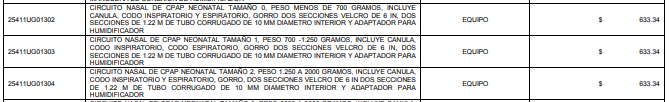 CIRCUITO NASAL DE CPAP NEONATAL TAMAÑO 0, PESO MENOS DE 700 GRAMOS, INCLUYE
25411UG01302 CANULA, CODO INSPIRATORIO Y ESPIRATORIO, GORRO DOS SECCIONES VELCRO DE 6 IN, DOS EQUIPO $ 633.34
SECCIONES DE 1.22 M DE TUBO CORRUGADO DE 10 MM DIAMETRO INTERIOR Y ADAPTADOR PARA
HUMIDIFICADOR
CIRCUITO NASAL DE CPAP NEONATAL TAMAÑO 1, PESO 700 -1.250 GRAMOS, INCLUYE CANULA,
25411UG01303 CODO INSPIRATORIO, CODO ESPIRATORIO, GORRO DOS SECCIONES VELCRO DE 6 IN, DOS EQUIPO $ 633.34
SECCIONES DE 1.22 M DE TUBO CORRUGADO DE 10 MM DIAMETRO INTERIOR Y ADAPTADOR PARA
HUMIDIFICADOR
CIRCUITO NASAL DE CPAP NEONATAL TAMAÑO 2, PESO 1.250 A 2000 GRAMOS, INCLUYE CANULA,
25411UG01304 CODO INSPIRATORIO Y ESPIRATORIO, GORRO, DOS SECCIONES VELCRO DE 6 IN DOS SECCIONES EQUIPO $ 633.34
DE 1.22 M DE TUBO CORRUGADO DE 10 MM DIAMETRO INTERIOR Y ADAPTADOR PARA
HUMIDIFICADOR